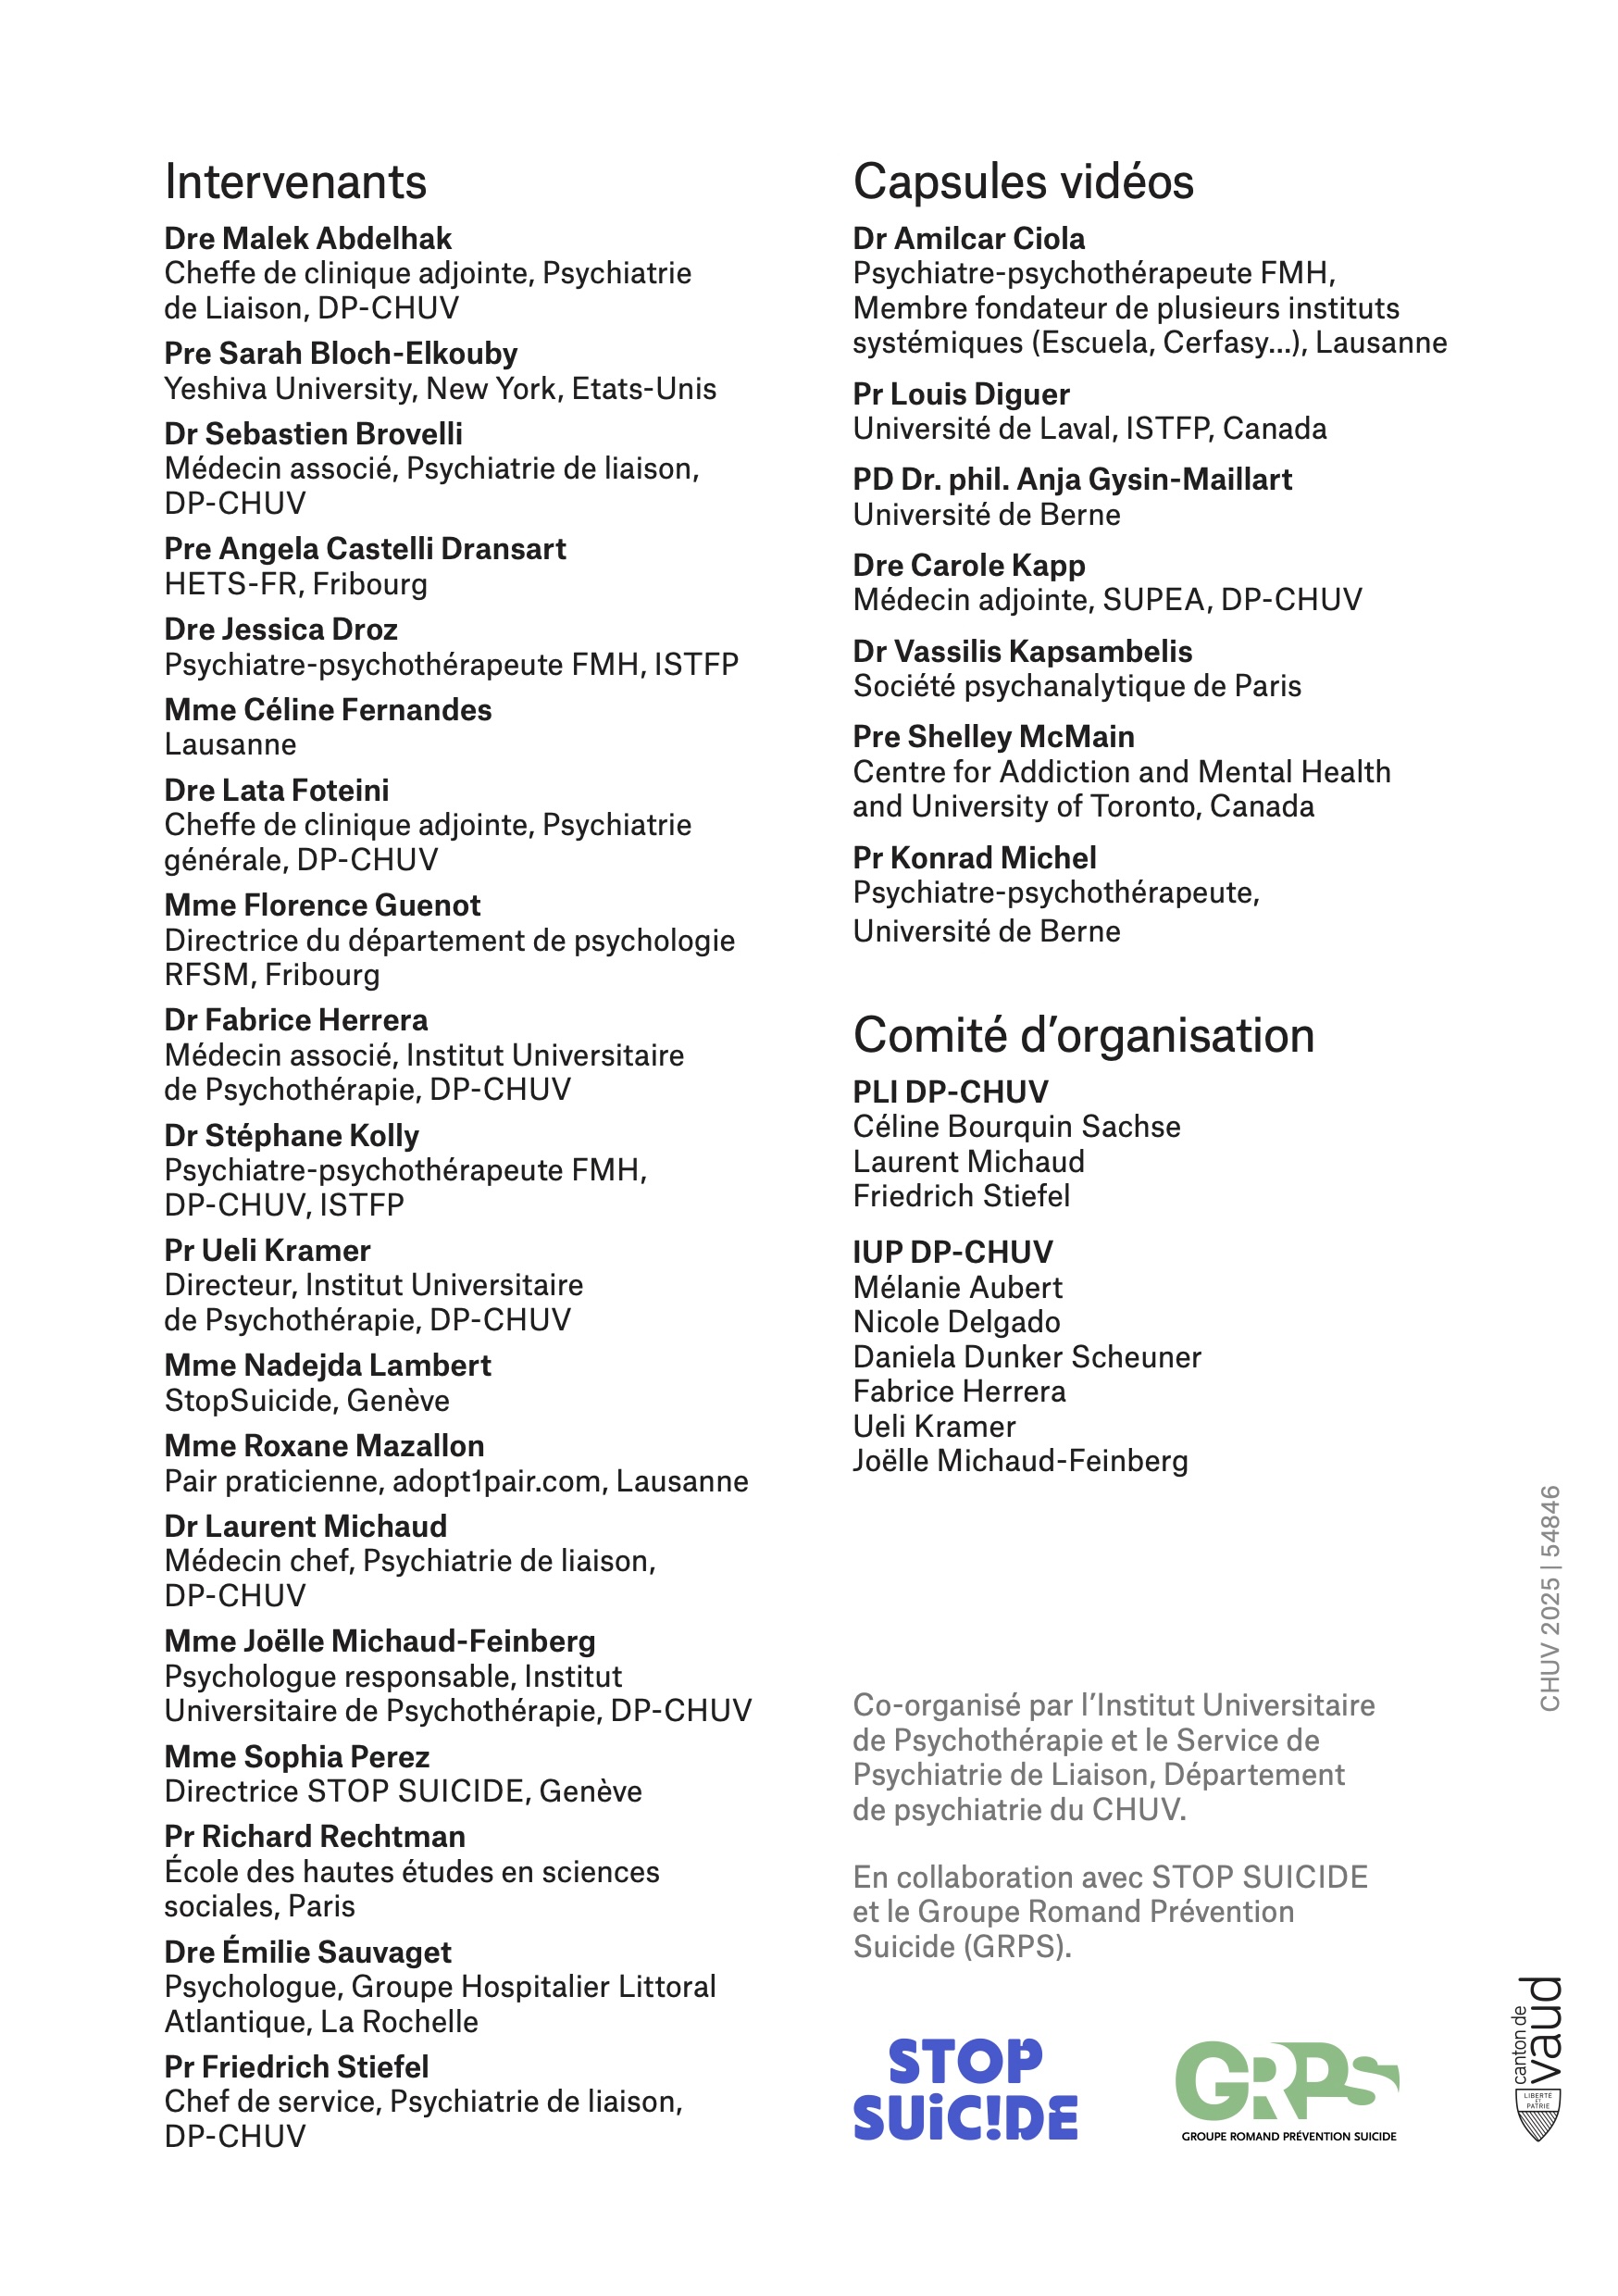 Intervenants
Dre Malek Abdelhak
Cheffe de clinique adjointe, Psychiatrie
de Liaison, DP-CHUV
Pre Sarah Bloch-Elkouby
Yeshiva University, New York, Etats-Unis
Dr Sebastien Brovelli
Médecin associé, Psychiatrie de liaison,
DP-CHUV
Pre Angela Castelli Dransart
HETS-FR, Fribourg
Dre Jessica Droz
Psychiatre-psychothérapeute FMH, ISTFP
Mme Céline Fernandes
Lausanne
Dre Lata Foteini
Cheffe de clinique adjointe, Psychiatrie
générale, DP-CHUV
Mme Florence Guenot
Directrice du département de psychologie
RFSM, Fribourg
Dr Fabrice Herrera
Médecin associé, Institut Universitaire
de Psychothérapie, DP-CHUV
Dr Stéphane Kolly
Psychiatre-psychothérapeute FMH,
DP-CHUV, ISTFP
Pr Ueli Kramer
Directeur, Institut Universitaire
de Psychothérapie, DP-CHUV
Mme Nadejda Lambert
StopSuicide, Genève
Mme Roxane Mazallon
Pair praticienne, adopt1pair.com, Lausanne
Dr Laurent Michaud
Médecin chef, Psychiatrie de liaison,
DP-CHUV
Mme Joëlle Michaud-Feinberg
Psychologue responsable, Institut
Universitaire de Psychothérapie, DP-CHUV
Mme Sophia Perez
Directrice STOP SUICIDE, Genève
Pr Richard Rechtman
École des hautes études en sciences
sociales, Paris
Dre Émilie Sauvaget
Psychologue, Groupe Hospitalier Littoral
Atlantique, La Rochelle
Pr Friedrich Stiefel
Chef de service, Psychiatrie de liaison,
DP-CHUV
Capsules vidéos
Dr Amilcar Ciola
Psychiatre-psychothérapeute FMH,
Membre fondateur de plusieurs instituts
systémiques (Escuela, Cerfasy...), Lausanne
Pr Louis Diguer
Université de Laval, ISTFP, Canada
PD Dr. phil. Anja Gysin-Maillart
Université de Berne
Dre Carole Kapp
Médecin adjointe, SUPEA, DP-CHUV
Dr Vassilis Kapsambelis
Société psychanalytique de Paris
Pre Shelley McMain
Centre for Addiction and Mental Health
and University of Toronto, Canada
Pr Konrad Michel
Psychiatre-psychothérapeute,
Université de Berne
Comité d’organisation
PLI DP-CHUV
Céline Bourquin Sachse
Laurent Michaud
Friedrich Stiefel
IUP DP-CHUV
Mélanie Aubert
Nicole Delgado
Daniela Dunker Scheuner
Fabrice Herrera
Ueli Kramer
Joëlle Michaud-Feinberg
Co-organisé par l’Institut Universitaire
de Psychothérapie et le Service de
Psychiatrie de Liaison, Département
de psychiatrie du CHUV.
En collaboration avec STOP SUICIDE
et le Groupe Romand Prévention
Suicide (GRPS).
STOP
SUiC!DE
GRPS
GROUPE ROMAND PRÉVENTION SUICIDE
CHUV 2025 | 54846
canton de
vaud
LIBERTÉ
ET
PATRIE